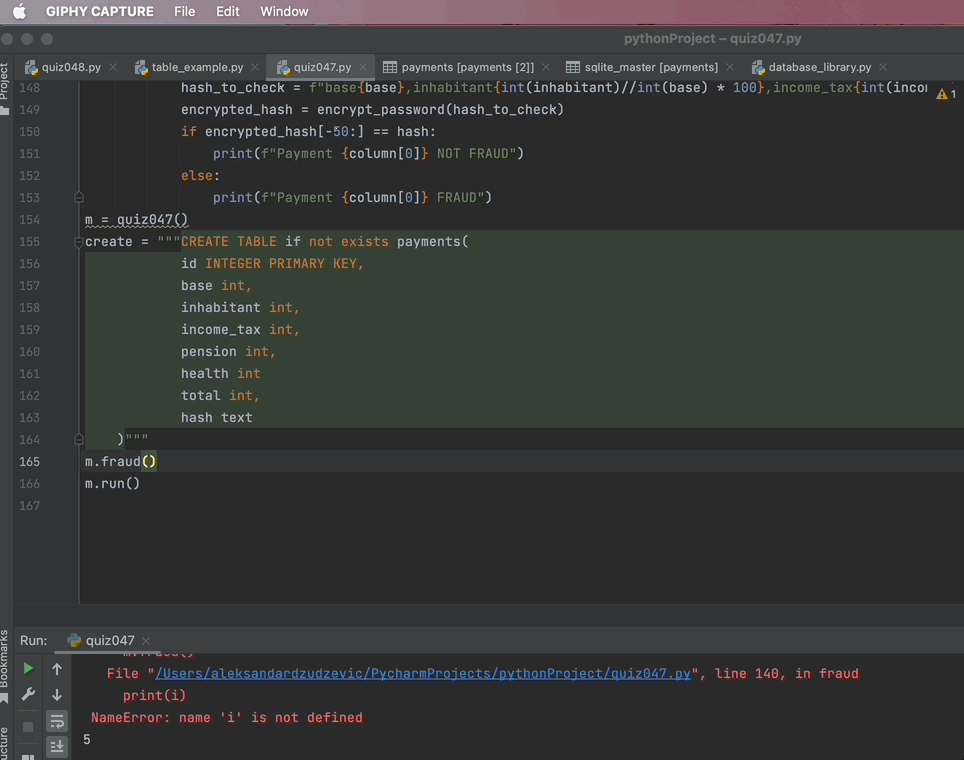 GIPHY CAPTURE File Edit Window
pythonProject – quiz047.py
quiz048.py table_example.py quiz047.py payments [payments [2]] sqlite_master [payments] database_library.py
Project
148 hash_to_check = f"base{base},inhabitant{int(inhabitant)//int(base) * 100},income_tax{int(incom
1
149 encrypted_hash = encrypt_password(hash_to_check)
150 if encrypted_hash[-50:] == hash:
151 print(f"Payment {column[0]} NOT FRAUD")
152 else:
153 print(f"Payment {column[0]} FRAUD")
154 m = quiz047()
155 create = """CREATE TABLE if not exists payments(
156 id INTEGER PRIMARY KEY,
157 base int,
158 inhabitant int,
159 income_tax int,
160 pension int,
161 health int
162 total int,
163 hash text
164 )"""
165 m.fraud()
166 m.run()
167
Bookmarks
Run: quiz047
m.fraud()
File "/Users/aleksandardzudzevic/PycharmProjects/pythonProject/quiz047.py", line 140, in fraud
print(i)
NameError: name 'i' is not defined
5